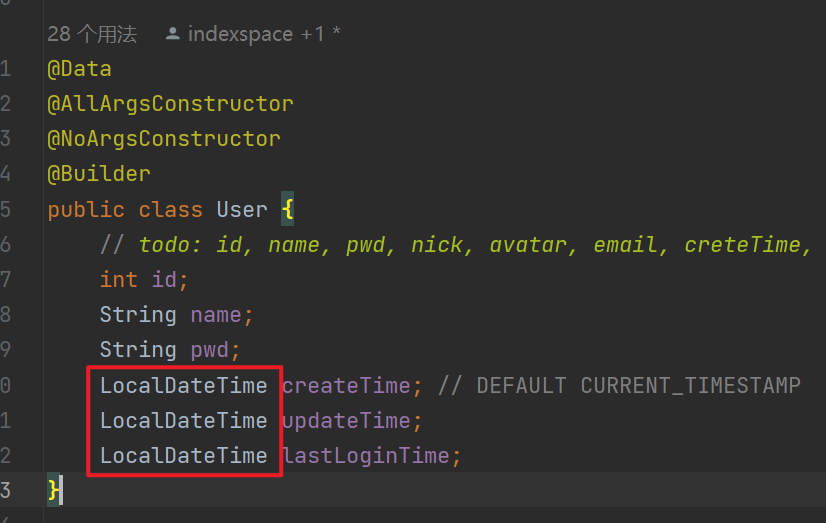 28 个用法 indexspace +1 *
1 @Data
2 @AllArgsConstructor
3 @NoArgsConstructor
4 @Builder
5 public class User {
6 // todo: id, name, pwd, nick, avatar, email, creteTime,
7 int id;
8 String name;
9 String pwd;
0 LocalDateTime createTime; // DEFAULT CURRENT_TIMESTAMP
1 LocalDateTime updateTime;
2 LocalDateTime lastLoginTime;
3 }